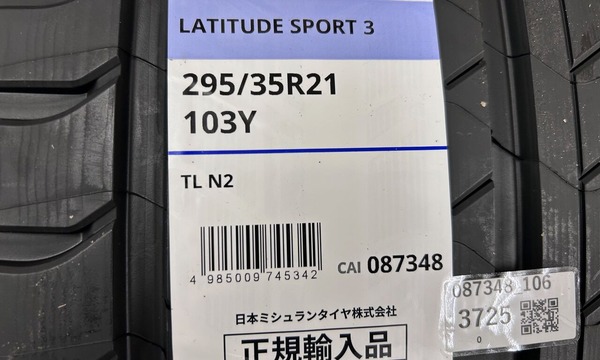 LATITUDE SPORT 3
295/35R21
103Y
TL N2
4 985009 745342
CAI 087348
日本ミシュランタイヤ株式会社
正規輸入品
087348 106
3725
0